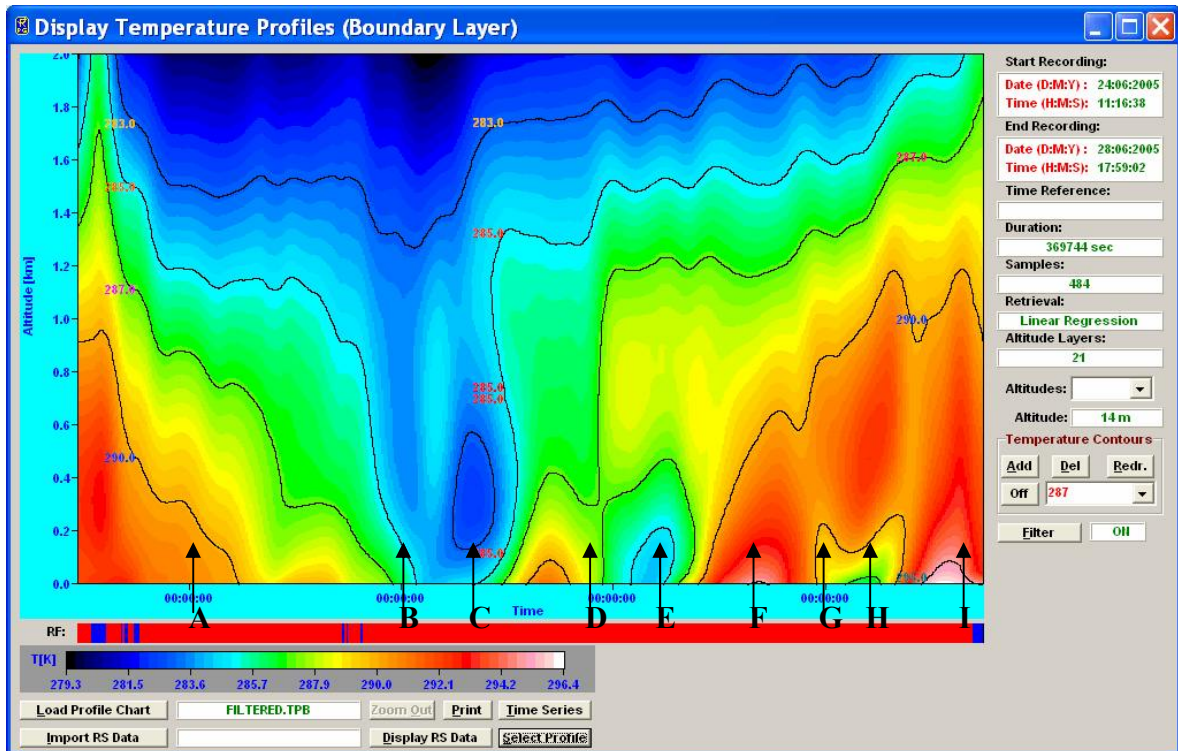 Display Temperature Profiles (Boundary Layer)
2.0
1.8
1.6
1.4
1.2
1.0
0.8
0.6
0.4
0.2
0.0
Altitude [km]
283.0
283.0
285.0
285.0
287.0
287.0
290.0
290.0
285.0
285.0
285.0
295.0
00:00:00
00:00:00
00:00:00
00:00:00
Time
A
B
C
D
E
F
G
H
I
RF:
T[K]
279.3 281.5 283.6 285.7 287.9 290.0 292.1 294.2 296.4
Load Profile Chart
FILTERED.TPB
Zoom Out
Print
Time Series
Import RS Data
Display RS Data
Select Profile
Start Recording:
Date (D:M:Y) : 24:06:2005
Time (H:M:S): 11:16:38
End Recording:
Date (D:M:Y) : 28:06:2005
Time (H:M:S): 17:59:02
Time Reference:
Duration:
369744 sec
Samples:
484
Retrieval:
Linear Regression
Altitude Layers:
21
Altitudes:
Altitude: 14 m
Temperature Contours
Add
Del
Redr.
Off
287
Filter
ON